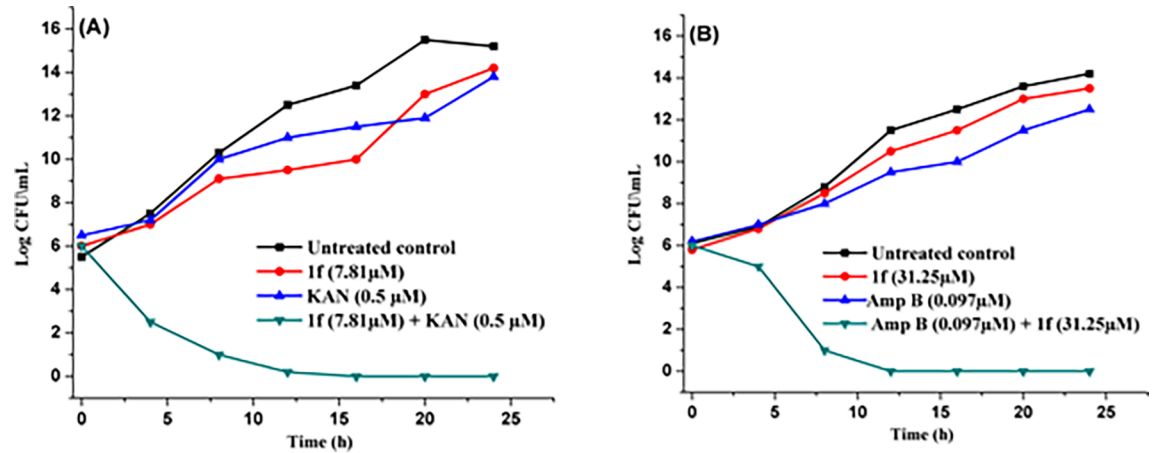 (A)
16
14
12
10
8
6
4
2
0
Log CFU\mL
Untreated control
1f (7.81µM)
KAN (0.5 µM)
1f (7.81µM) + KAN (0.5 µM)
0 5 10 15 20 25
Time (h)
(B)
16
14
12
10
8
6
4
2
0
Log CFU\mL
Untreated control
1f (31.25µM)
Amp B (0.097µM)
Amp B (0.097µM) + 1f (31.25µM)
0 5 10 15 20 25
Time (h)